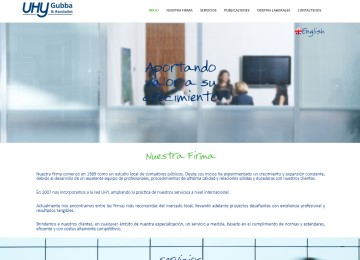 UHY Gubba
& Asociados
INICIO NUESTRA FIRMA SERVICIOS PUBLICACIONES OFERTAS LABORALES CONTACTENOS
English
Aportando
valor a su
crecimiento
Nuestra Firma
Nuestra firma comenzó en 1989 como un estudio local de contadores públicos. Desde sus inicios ha experimentado un crecimiento y expansión constante,
debido al desarrollo de un excelente equipo de profesionales, procedimientos de óptima calidad y relaciones sólidas y duraderas con nuestros clientes.
En 2007 nos incorporamos a la red UHY, ampliando la práctica de nuestros servicios a nivel internacional.
Actualmente nos encontramos entre las firmas más reconocidas del mercado local, llevando adelante proyectos desafiantes con excelencia profesional y
resultados tangibles.
Brindamos a nuestros clientes, en cualquier ámbito de nuestra especialización, un servicio a medida, basado en el cumplimiento de normas y estándares,
eficiente y con costos altamente competitivos.
Servicios